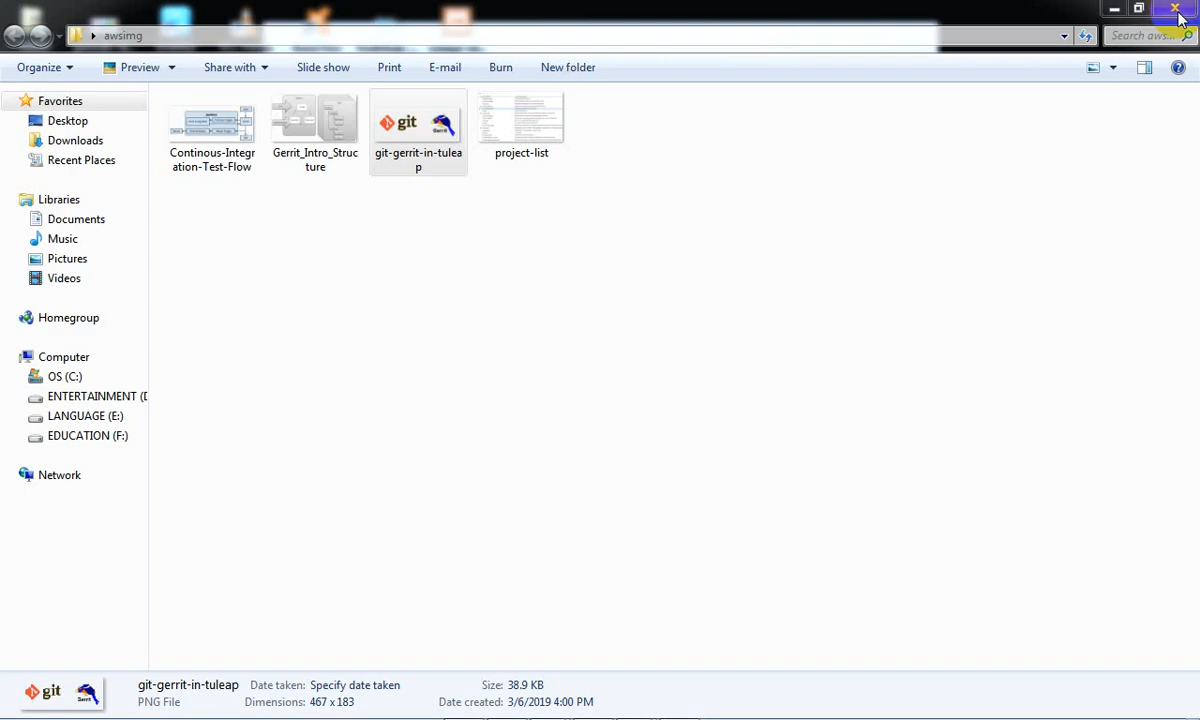 awsimg
Search aws...
Organize Preview Share with Slide show Print E-mail Burn New folder
Favorites
Desktop
Downloads
Recent Places
Libraries
Documents
Music
Pictures
Videos
Homegroup
Computer
OS (C:)
ENTERTAINMENT (D
LANGUAGE (E:)
EDUCATION (F:)
Network
Continous-Integr
ation-Test-Flow
Gerrit_Intro_Struc
ture
git
Gerrit
git-gerrit-in-tulea
p
project-list
git
Gerrit
git-gerrit-in-tuleap Date taken: Specify date taken Size: 38.9 KB
PNG File Dimensions: 467 x 183 Date created: 3/6/2019 4:00 PM